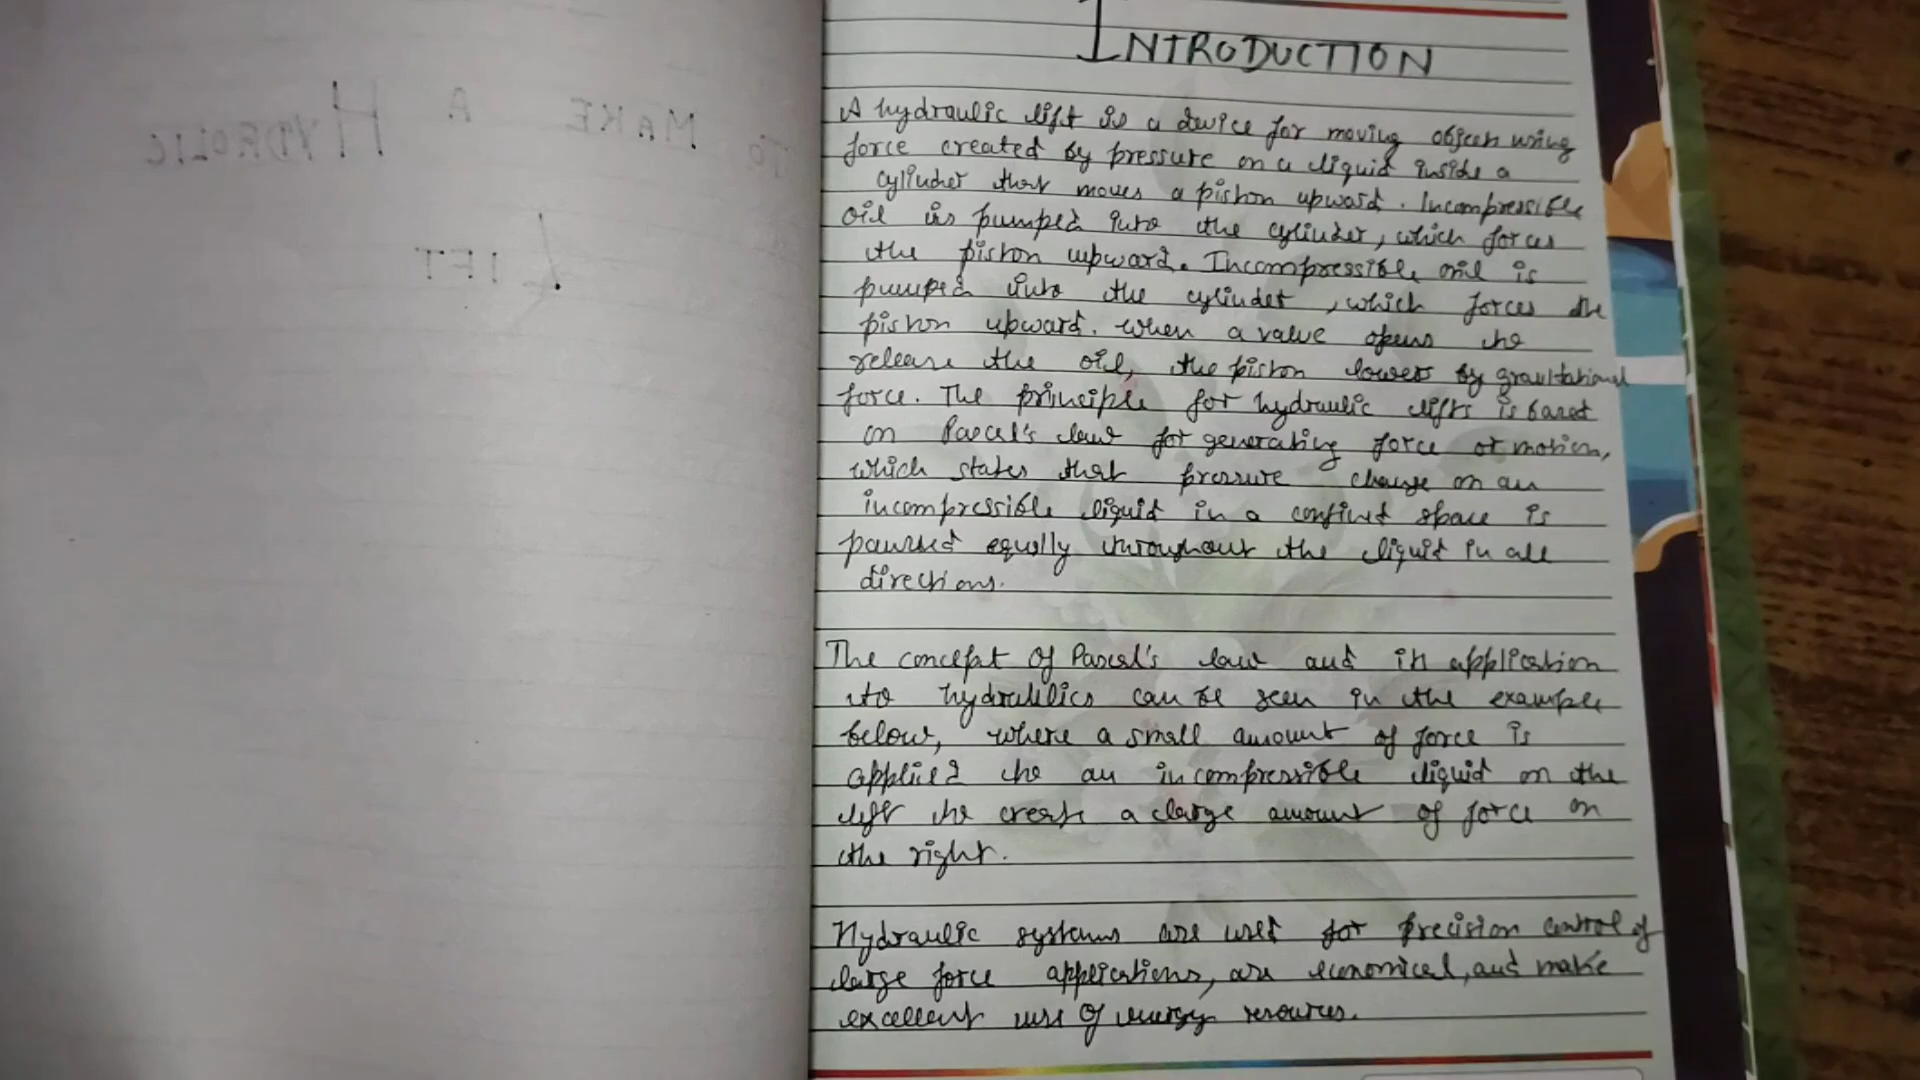 TO MAKE A HYDROLIC
LIFT
INTRODUCTION
A hydraulic lift is a device for moving objects using
force created by pressure on a liquid inside a
cylinder that moves a piston upward. Incompressible
oil is pumped into the cylinder, which forces
the piston upward. Incompressible oil is
pumped into the cylinder, which forces the
piston upward. When a value opens to
release the oil, the piston lowers by gravitational
force. The principle for hydraulic lifts is based
on Pascal's law for generating force or motion,
which states that pressure change on an
incompressible liquid in a confined space is
passed equally throughout the liquid in all
directions.
The concept of Pascal's law and its application
to hydraulics can be seen in the example
below, where a small amount of force is
applied to an incompressible liquid on the
left to create a large amount of force on
the right.
Hydraulic systems are used for precision control of
large force applications, are economical, and make
excellent use of energy resources.